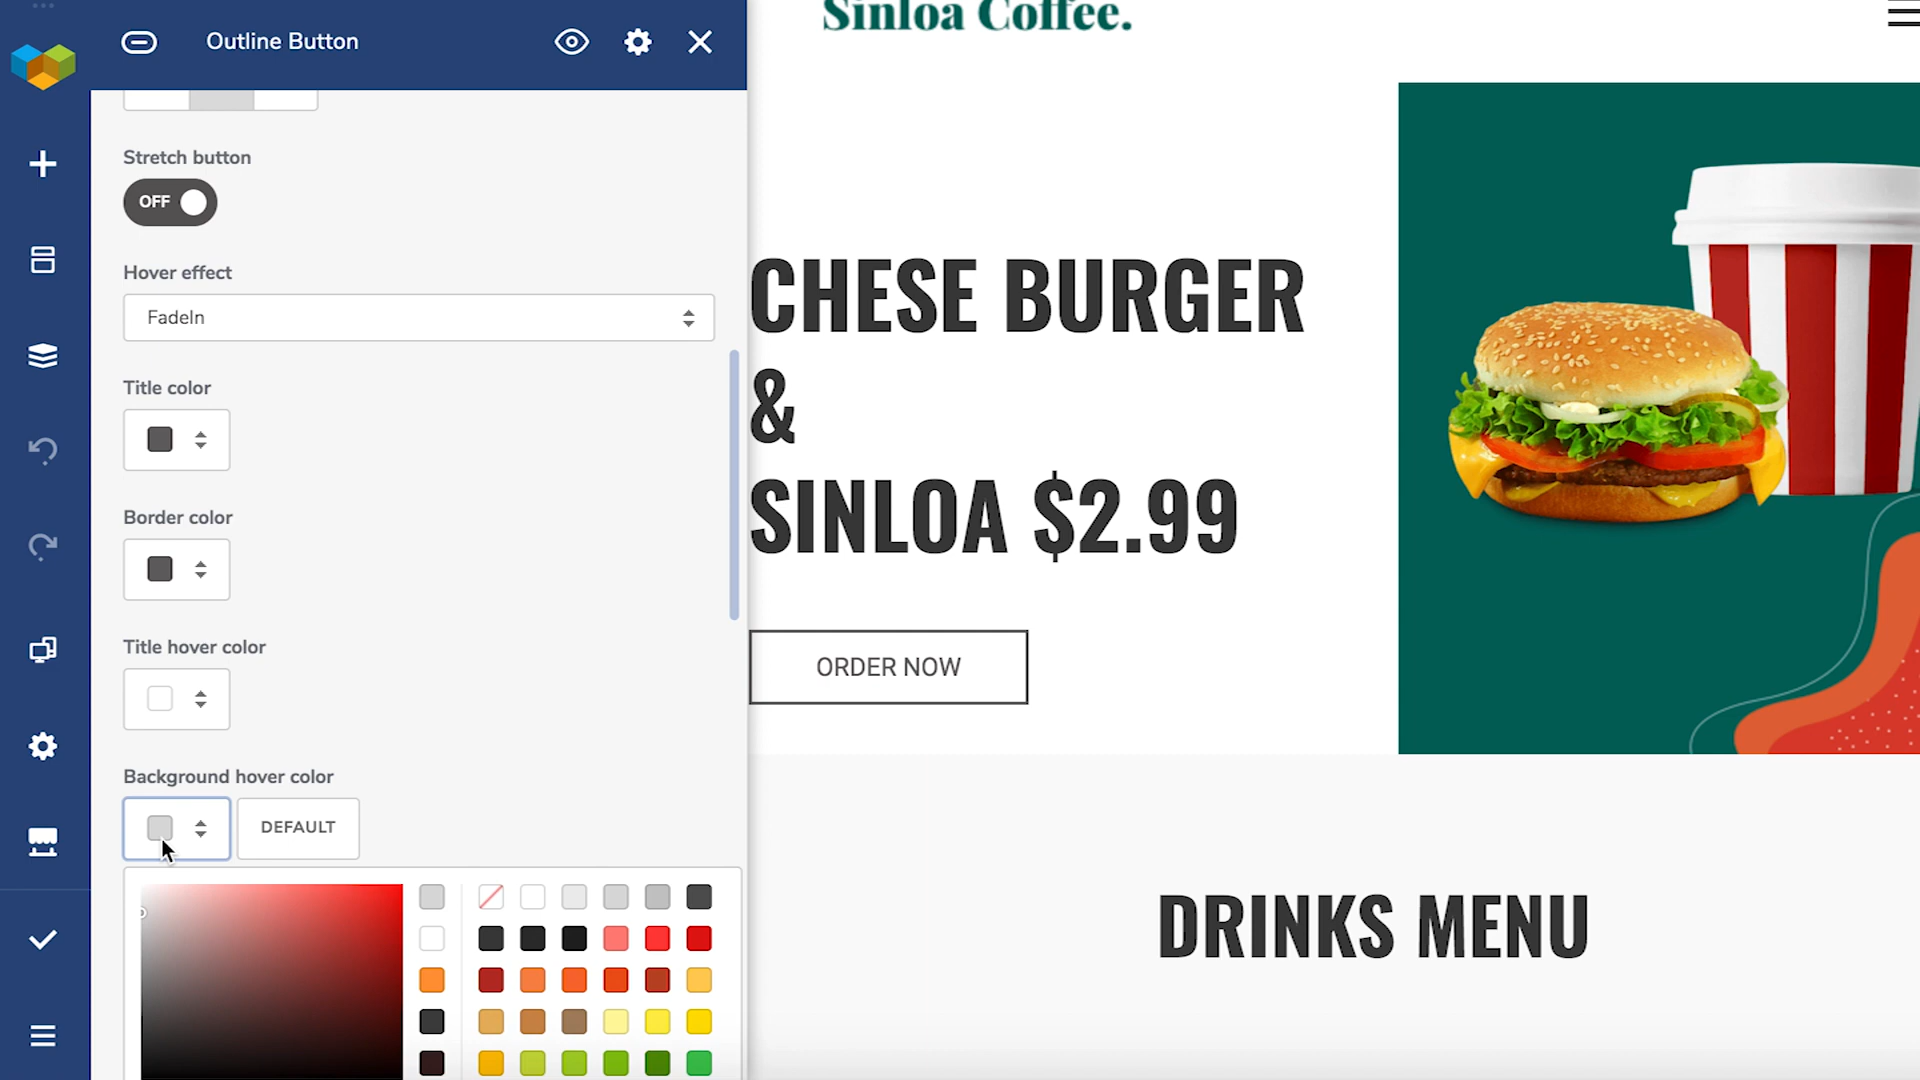 Outline Button
Stretch button
OFF
Hover effect
FadeIn
Title color
Border color
Title hover color
Background hover color
DEFAULT
Sinloa Coffee.
CHESE BURGER
&
SINLOA $2.99
ORDER NOW
DRINKS MENU